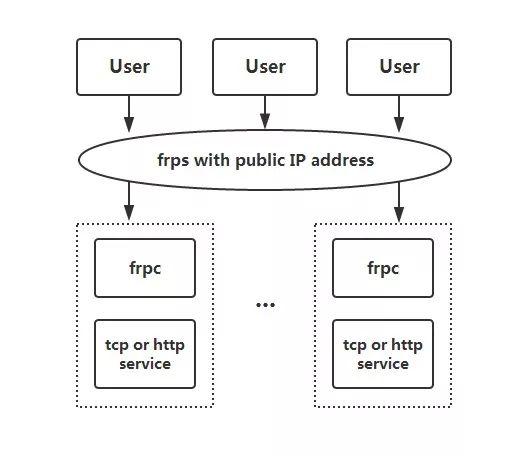 User
User
User
frps with public IP address
frpc
frpc
...
tcp or http
service
tcp or http
service